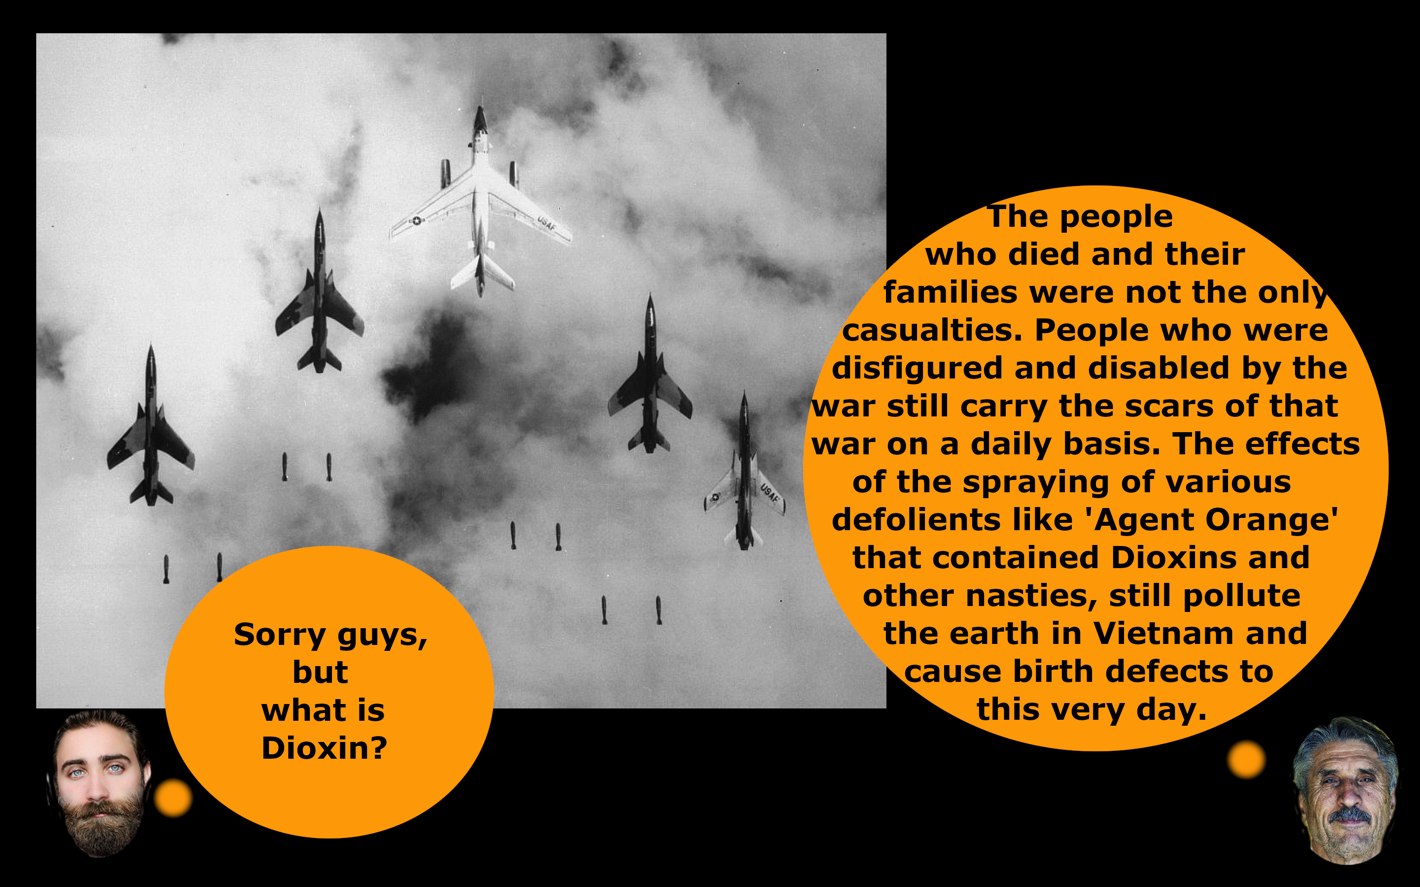 USAF
USAF
The people
who died and their
families were not the only
casualties. People who were
disfigured and disabled by the
war still carry the scars of that
war on a daily basis. The effects
of the spraying of various
defolients like 'Agent Orange'
that contained Dioxins and
other nasties, still pollute
the earth in Vietnam and
cause birth defects to
this very day.
Sorry guys,
but
what is
Dioxin?